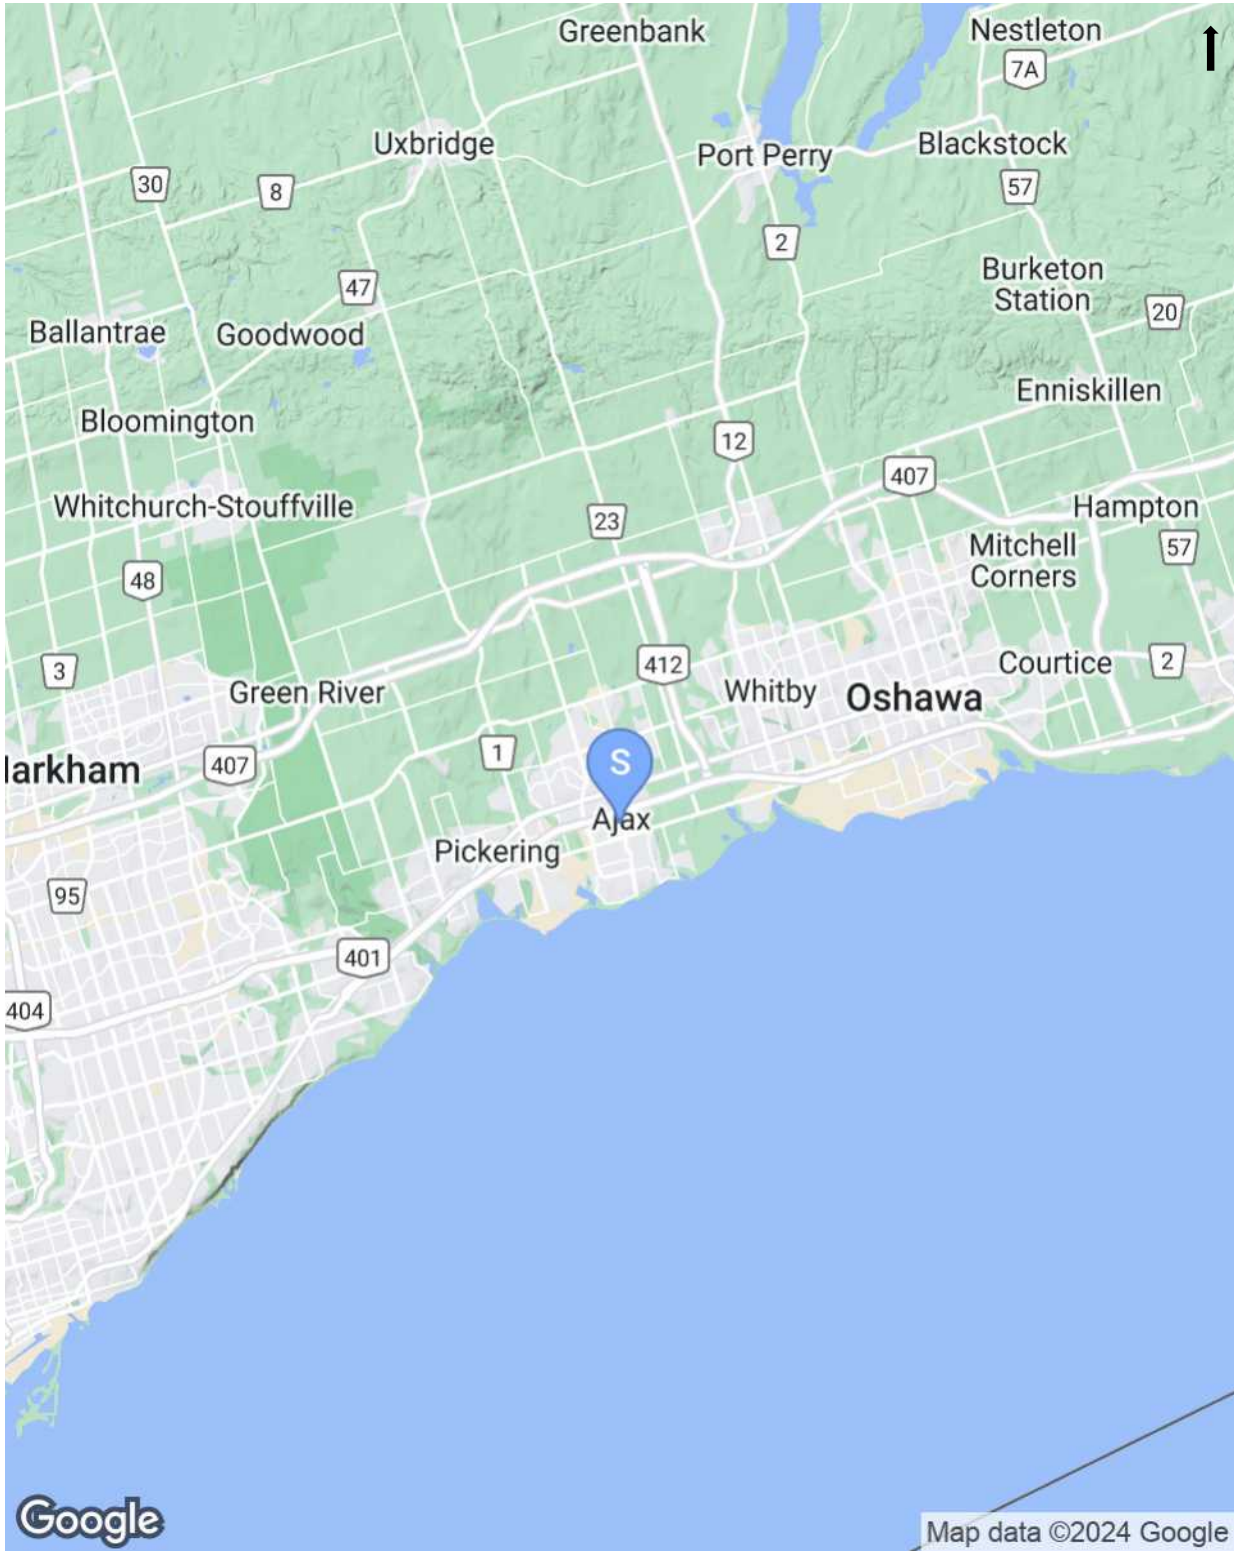 Greenbank
Nestleton
7A
Uxbridge
Port Perry
Blackstock
30
8
57
2
Burketon
Station
47
20
Ballantrae
Goodwood
Enniskillen
Bloomington
12
407
Whitchurch-Stouffville
23
Hampton
Mitchell
Corners
57
48
3
412
Courtice
2
Green River
Whitby
Oshawa
1
S
407
arkham
Ajax
Pickering
95
401
404
Google
Map data ©2024 Google